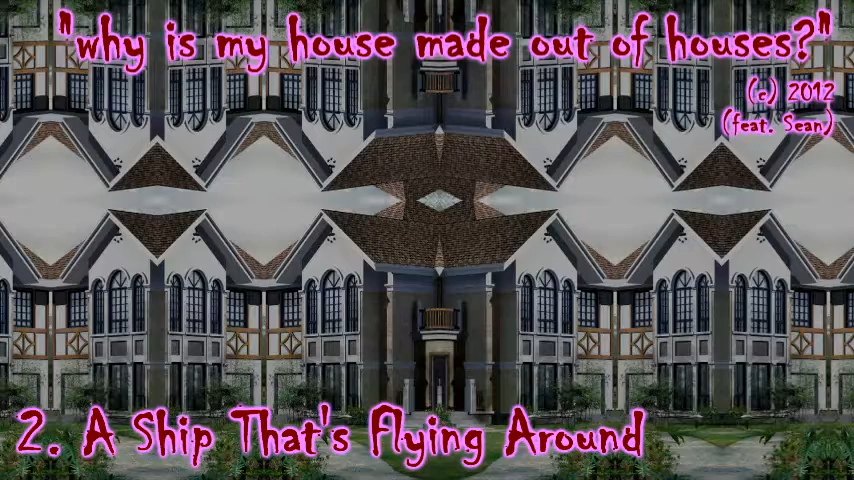 "why is my house made out of houses?"
(c) 2012
(feat. Sean)
2. A Ship That's Flying Around